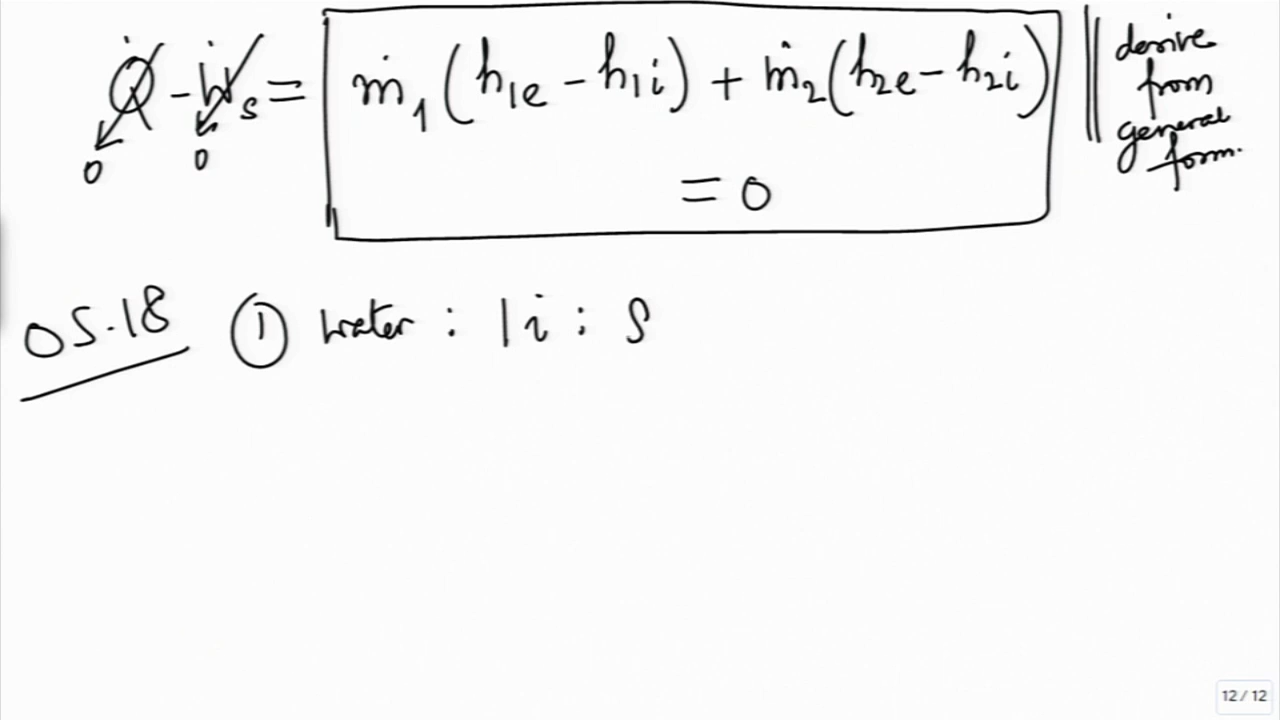 Q̇ - Ẇs = ṁ1 (h1e - h1i) + ṁ2 (h2e - h2i)
0 0
= 0
derive
from
general
form.
05.18 ① water : 1i : S
12 / 12